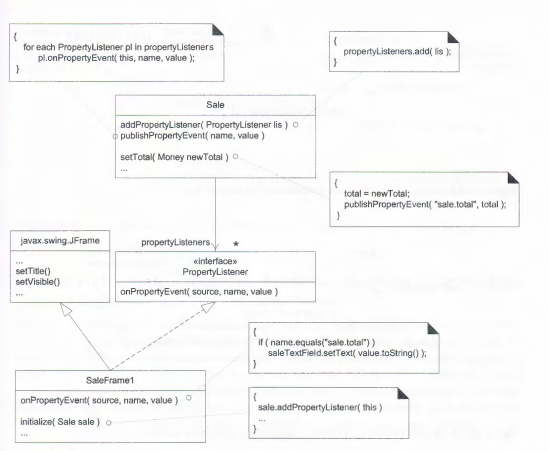 {
for each PropertyListener pl in propertyListeners
pl.onPropertyEvent( this, name, value );
}
{
propertyListeners.add( lis );
}
Sale
addPropertyListener( PropertyListener lis )
publishPropertyEvent( name, value )
setTotal( Money newTotal )
...
{
total = newTotal;
publishPropertyEvent( "sale.total", total );
}
javax.swing.JFrame
...
setTitle()
setVisible()
...
propertyListeners
*
«interface»
PropertyListener
onPropertyEvent( source, name, value )
{
if ( name.equals("sale.total") )
saleTextField.setText( value.toString() );
}
SaleFrame1
onPropertyEvent( source, name, value )
initialize( Sale sale )
...
{
sale.addPropertyListener( this )
...
}